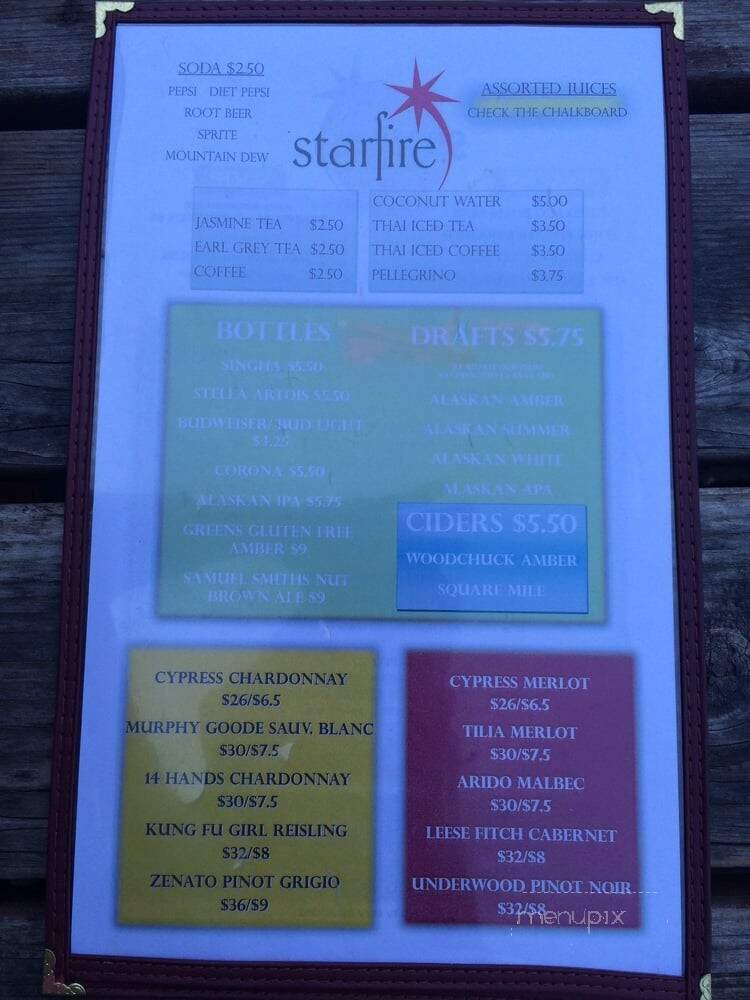 SODA $2.50
PEPSI DIET PEPSI
ROOT BEER
SPRITE
MOUNTAIN DEW
starfire
ASSORTED JUICES
CHECK THE CHALKBOARD
JASMINE TEA $2.50
EARL GREY TEA $2.50
COFFEE $2.50
COCONUT WATER $5.00
THAI ICED TEA $3.50
THAI ICED COFFEE $3.50
PELLEGRINO $3.75
BOTTLES
SINGHA $5.50
STELLA ARTOIS $5.50
BUDWEISER/ BUD LIGHT
$4.25
CORONA $5.50
ALASKAN IPA $5.75
GREENS GLUTEN FREE
AMBER $9
SAMUEL SMITHS NUT
BROWN ALE $9
DRAFTS $5.75
ALASKAN AMBER
ALASKAN SUMMER
ALASKAN WHITE
ALASKAN APA
CIDERS $5.50
WOODCHUCK AMBER
SQUARE MILE
CYPRESS CHARDONNAY
$26/$6.5
MURPHY GOODE SAUV. BLANC
$30/$7.5
14 HANDS CHARDONNAY
$30/$7.5
KUNG FU GIRL REISLING
$32/$8
ZENATO PINOT GRIGIO
$36/$9
CYPRESS MERLOT
$26/$6.5
TILIA MERLOT
$30/$7.5
ARIDO MALBEC
$30/$7.5
LEESE FITCH CABERNET
$32/$8
UNDERWOOD PINOT NOIR
$32/$8
menupix